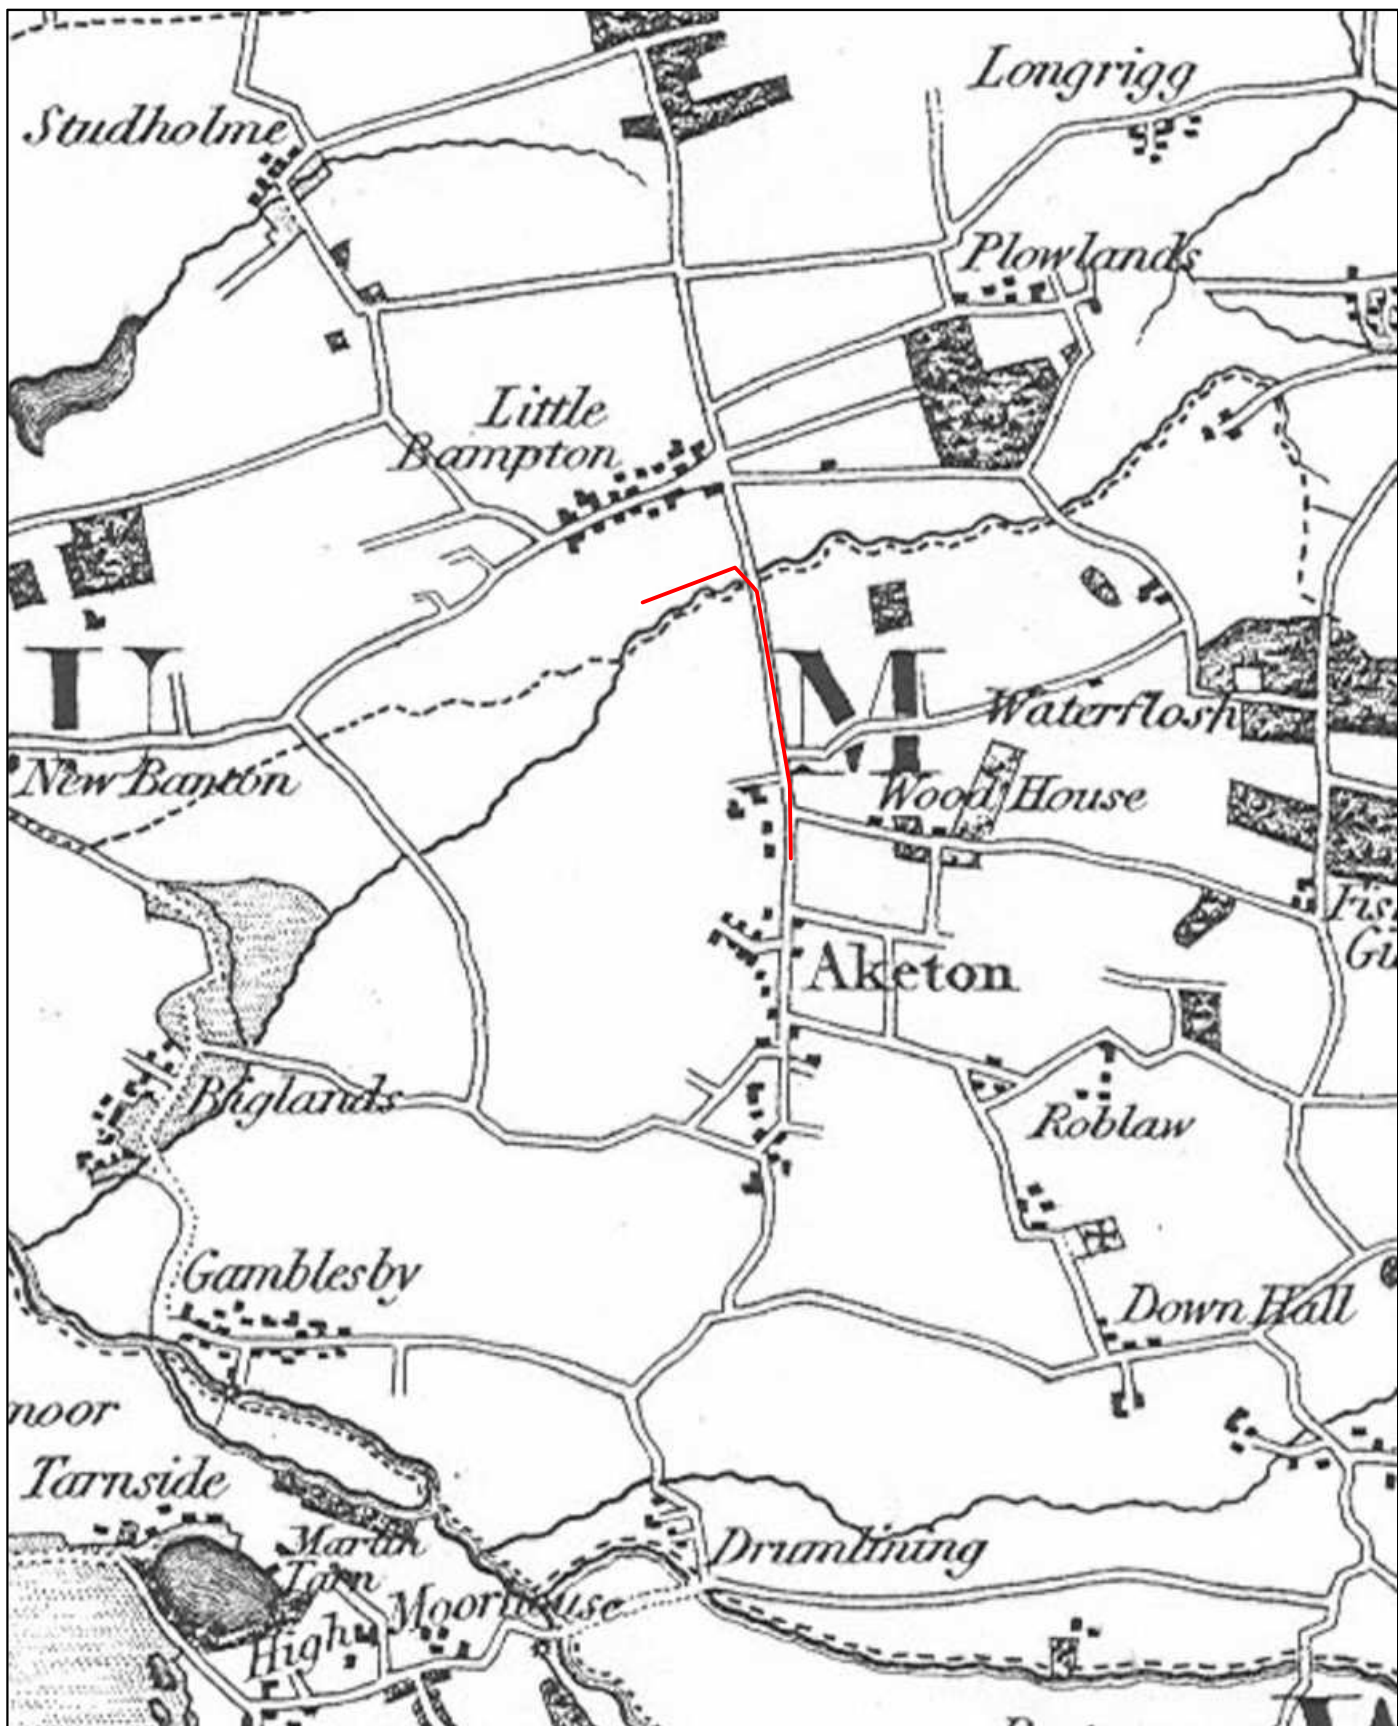 Longrigg
Studholme
Plowlands
Little
Bampton
U
M
Waterflosh
New Banton
Wood House
Aketon
Biglands
Roblaw
Gamblesby
Down Hall
Tarnside
Martin
Tarn
Drumlining
Moorhouse
High